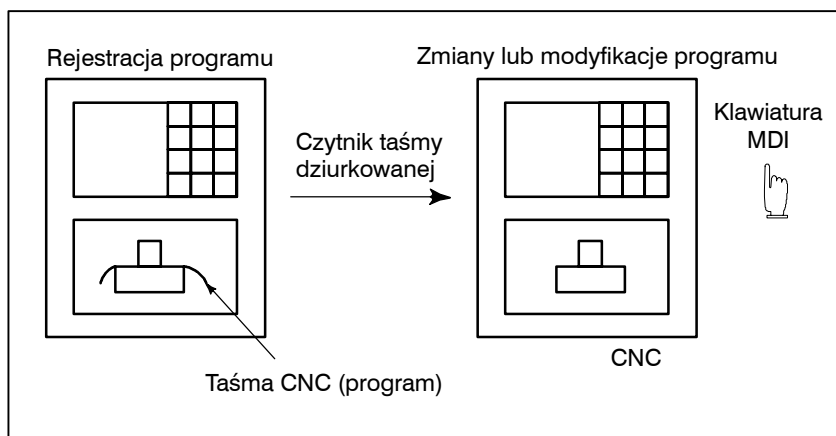 Rejestracja programu
Zmiany lub modyfikacje programu
Klawiatura
MDI
Czytnik taśmy
dziurkowanej
CNC
Taśma CNC (program)